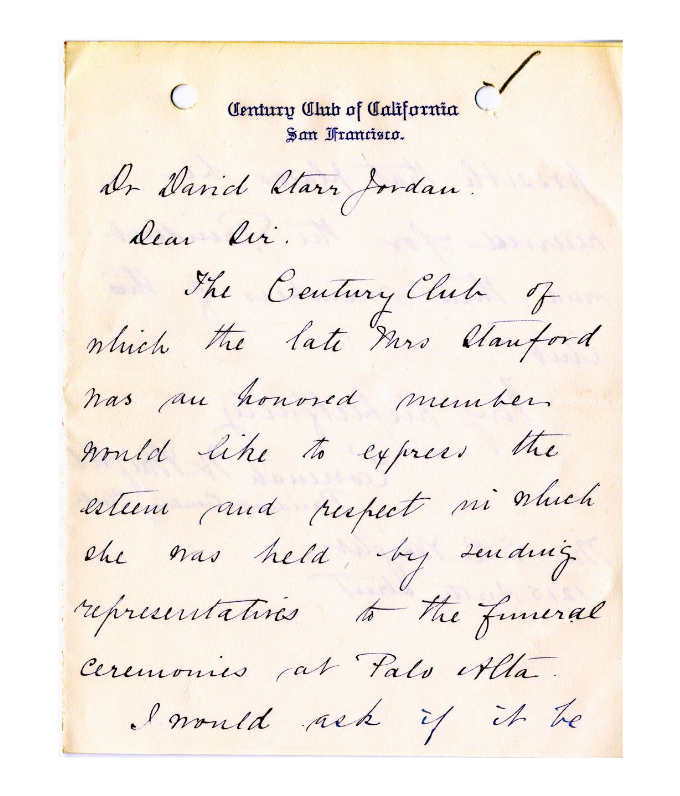 Century Club of California
San Francisco.
Dr David Starr Jordan.
Dear Sir.
The Century Club of
which the late Mrs Stanford
was an honored member
would like to express the
esteem and respect in which
she was held, by sending
representatives to the funeral
ceremonies at Palo Alta.
I would ask if it be